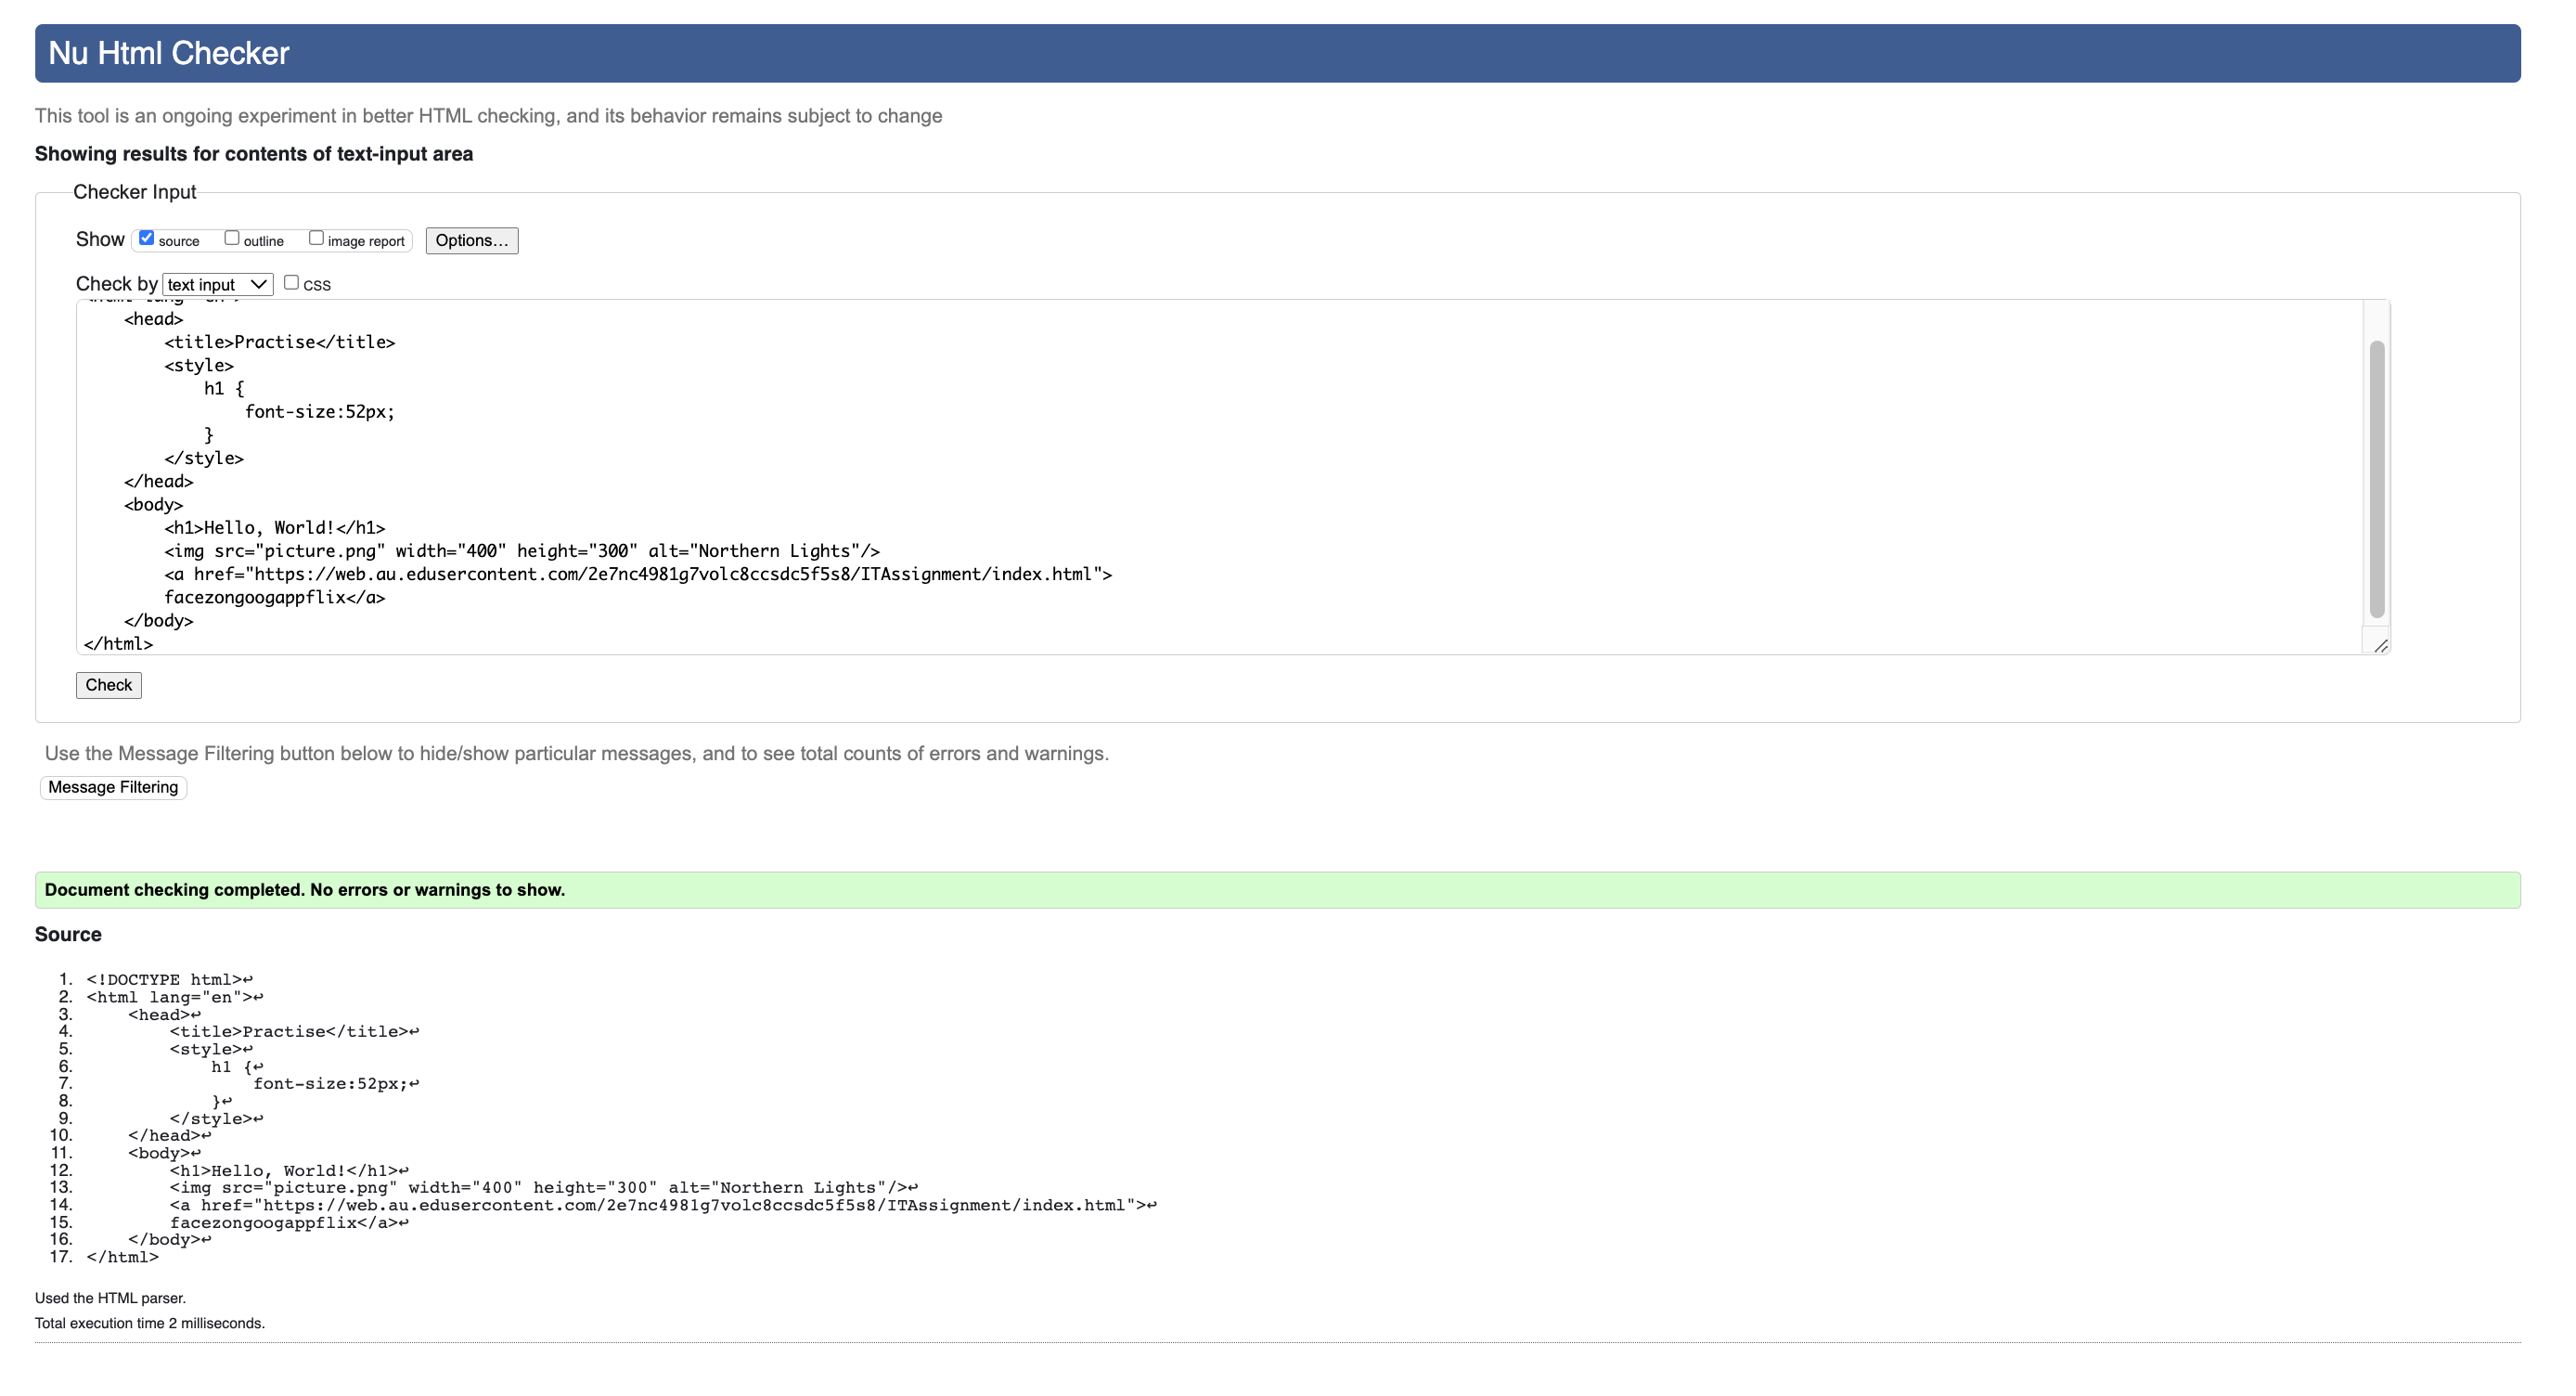 Nu Html Checker
This tool is an ongoing experiment in better HTML checking, and its behavior remains subject to change
Showing results for contents of text-input area
Checker Input
Show source outline image report Options…
Check by text input css
    <head>
        <title>Practise</title>
        <style>
            h1 {
                font-size:52px;
            }
        </style>
    </head>
    <body>
        <h1>Hello, World!</h1>
        <img src="picture.png" width="400" height="300" alt="Northern Lights"/>
        <a href="https://web.au.edusercontent.com/2e7nc4981g7volc8ccsdc5f5s8/ITAssignment/index.html">
        facezongoogappflix</a>
    </body>
</html>
Check
Use the Message Filtering button below to hide/show particular messages, and to see total counts of errors and warnings.
Message Filtering
Document checking completed. No errors or warnings to show.
Source
1. <!DOCTYPE html>↩
2. <html lang="en">↩
3.     <head>↩
4.         <title>Practise</title>↩
5.         <style>↩
6.             h1 {↩
7.                 font-size:52px;↩
8.             }↩
9.         </style>↩
10.     </head>↩
11.     <body>↩
12.         <h1>Hello, World!</h1>↩
13.         <img src="picture.png" width="400" height="300" alt="Northern Lights"/>↩
14.         <a href="https://web.au.edusercontent.com/2e7nc4981g7volc8ccsdc5f5s8/ITAssignment/index.html">↩
15.         facezongoogappflix</a>↩
16.     </body>↩
17. </html>
Used the HTML parser.
Total execution time 2 milliseconds.